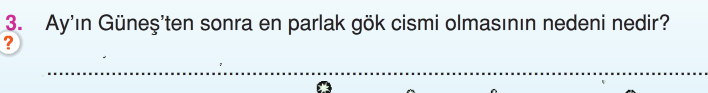 3. Ay’ın Güneş’ten sonra en parlak gök cismi olmasının nedeni nedir?
?